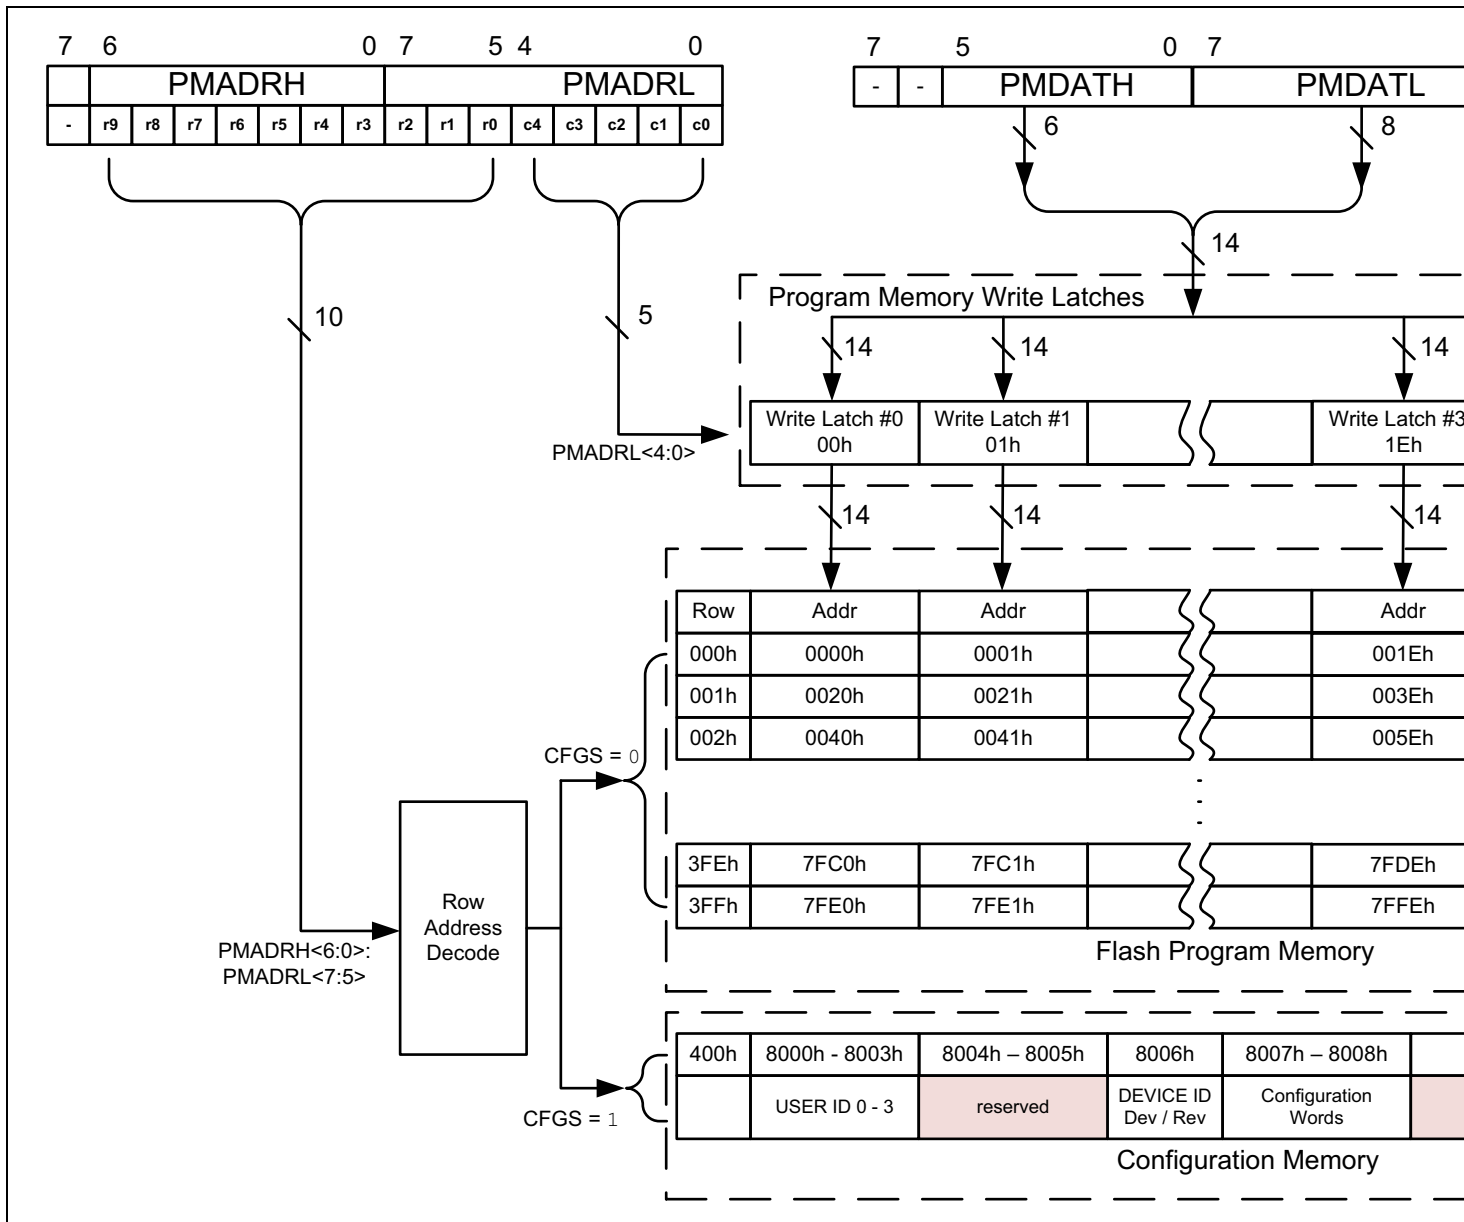 7 6 0 7 5 4 0
PMADRH PMADRL
- r9 r8 r7 r6 r5 r4 r3 r2 r1 r0 c4 c3 c2 c1 c0
7 5 0 7
- - PMDATH PMDATL
6 8
14
10 5
Program Memory Write Latches
14 14 14
Write Latch #0 Write Latch #1 Write Latch #3
00h 01h 1Eh
PMADRL<4:0>
14 14 14
Row Addr Addr Addr
000h 0000h 0001h 001Eh
001h 0020h 0021h 003Eh
002h 0040h 0041h 005Eh
CFGS = 0
3FEh 7FC0h 7FC1h 7FDEh
3FFh 7FE0h 7FE1h 7FFEh
Row
Address
Decode
PMADRH<6:0>:
PMADRL<7:5>
Flash Program Memory
400h 8000h - 8003h 8004h – 8005h 8006h 8007h – 8008h
USER ID 0 - 3 reserved DEVICE ID Configuration
Dev / Rev Words
CFGS = 1
Configuration Memory